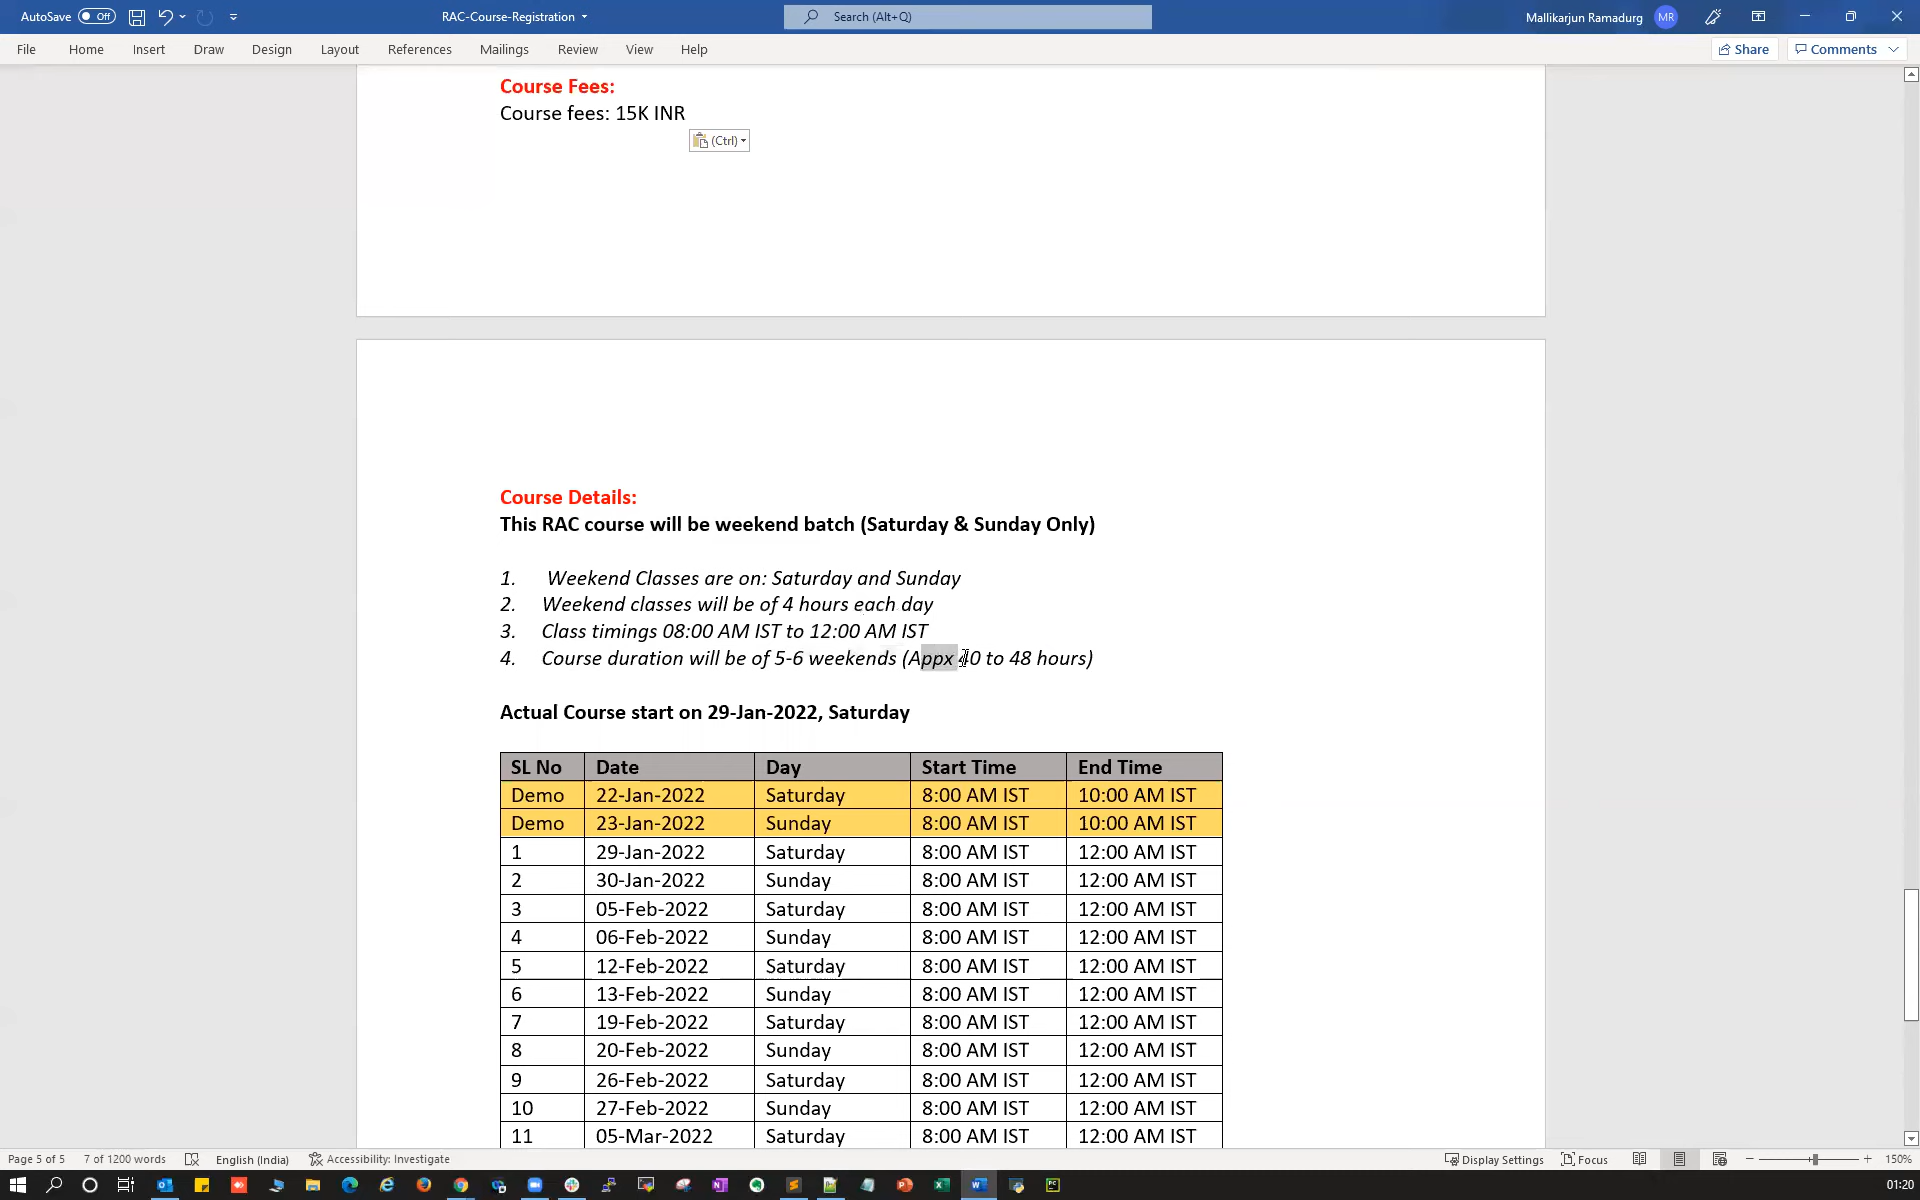 AutoSave Off RAC-Course-Registration Search (Alt+Q) Mallikarjun Ramadurg MR
File Home Insert Draw Design Layout References Mailings Review View Help Share Comments
Course Fees:
Course fees: 15K INR
(Ctrl)
Course Details:
This RAC course will be weekend batch (Saturday & Sunday Only)
1. Weekend Classes are on: Saturday and Sunday
2. Weekend classes will be of 4 hours each day
3. Class timings 08:00 AM IST to 12:00 AM IST
4. Course duration will be of 5-6 weekends (Appx 40 to 48 hours)
Actual Course start on 29-Jan-2022, Saturday
SL No Date Day Start Time End Time
Demo 22-Jan-2022 Saturday 8:00 AM IST 10:00 AM IST
Demo 23-Jan-2022 Sunday 8:00 AM IST 10:00 AM IST
1 29-Jan-2022 Saturday 8:00 AM IST 12:00 AM IST
2 30-Jan-2022 Sunday 8:00 AM IST 12:00 AM IST
3 05-Feb-2022 Saturday 8:00 AM IST 12:00 AM IST
4 06-Feb-2022 Sunday 8:00 AM IST 12:00 AM IST
5 12-Feb-2022 Saturday 8:00 AM IST 12:00 AM IST
6 13-Feb-2022 Sunday 8:00 AM IST 12:00 AM IST
7 19-Feb-2022 Saturday 8:00 AM IST 12:00 AM IST
8 20-Feb-2022 Sunday 8:00 AM IST 12:00 AM IST
9 26-Feb-2022 Saturday 8:00 AM IST 12:00 AM IST
10 27-Feb-2022 Sunday 8:00 AM IST 12:00 AM IST
11 05-Mar-2022 Saturday 8:00 AM IST 12:00 AM IST
Page 5 of 5 7 of 1200 words English (India) Accessibility: Investigate Display Settings Focus 150%
01:20